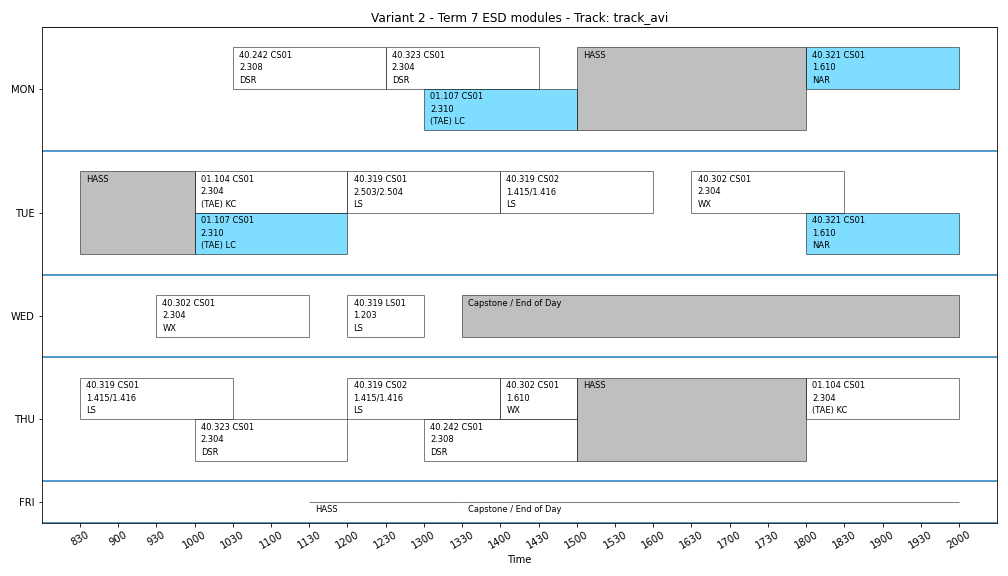 Variant 2 - Term 7 ESD modules - Track: track_avi
MON
40.242 CS01
2.308
DSR
40.323 CS01
2.304
DSR
01.107 CS01
2.310
(TAE) LC
HASS
40.321 CS01
1.610
NAR
TUE
HASS
01.104 CS01
2.304
(TAE) KC
01.107 CS01
2.310
(TAE) LC
40.319 CS01
2.503/2.504
LS
40.319 CS02
1.415/1.416
LS
40.302 CS01
2.304
WX
40.321 CS01
1.610
NAR
WED
40.302 CS01
2.304
WX
40.319 LS01
1.203
LS
Capstone / End of Day
THU
40.319 CS01
1.415/1.416
LS
40.323 CS01
2.304
DSR
40.319 CS02
1.415/1.416
LS
40.302 CS01
1.610
WX
40.242 CS01
2.308
DSR
HASS
01.104 CS01
2.304
(TAE) KC
FRI
HASS
Capstone / End of Day
830 900 930 1000 1030 1100 1130 1200 1230 1300 1330 1400 1430 1500 1530 1600 1630 1700 1730 1800 1830 1900 1930 2000
Time